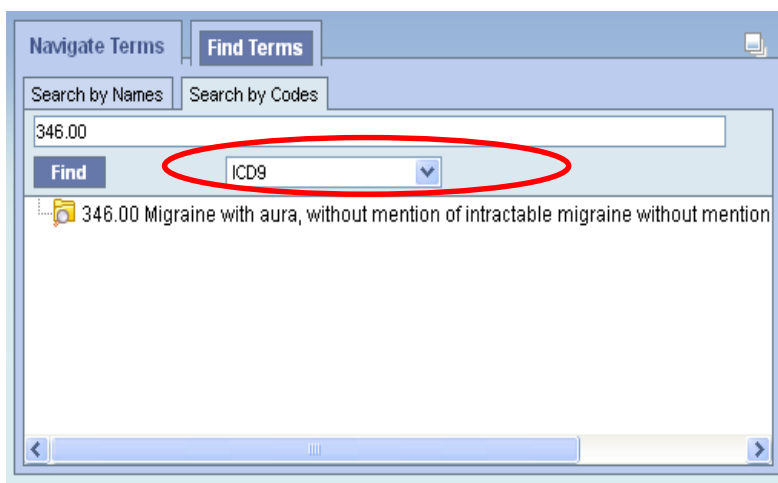 Navigate Terms Find Terms
Search by Names Search by Codes
346.00
Find ICD9
346.00 Migraine with aura, without mention of intractable migraine without mention